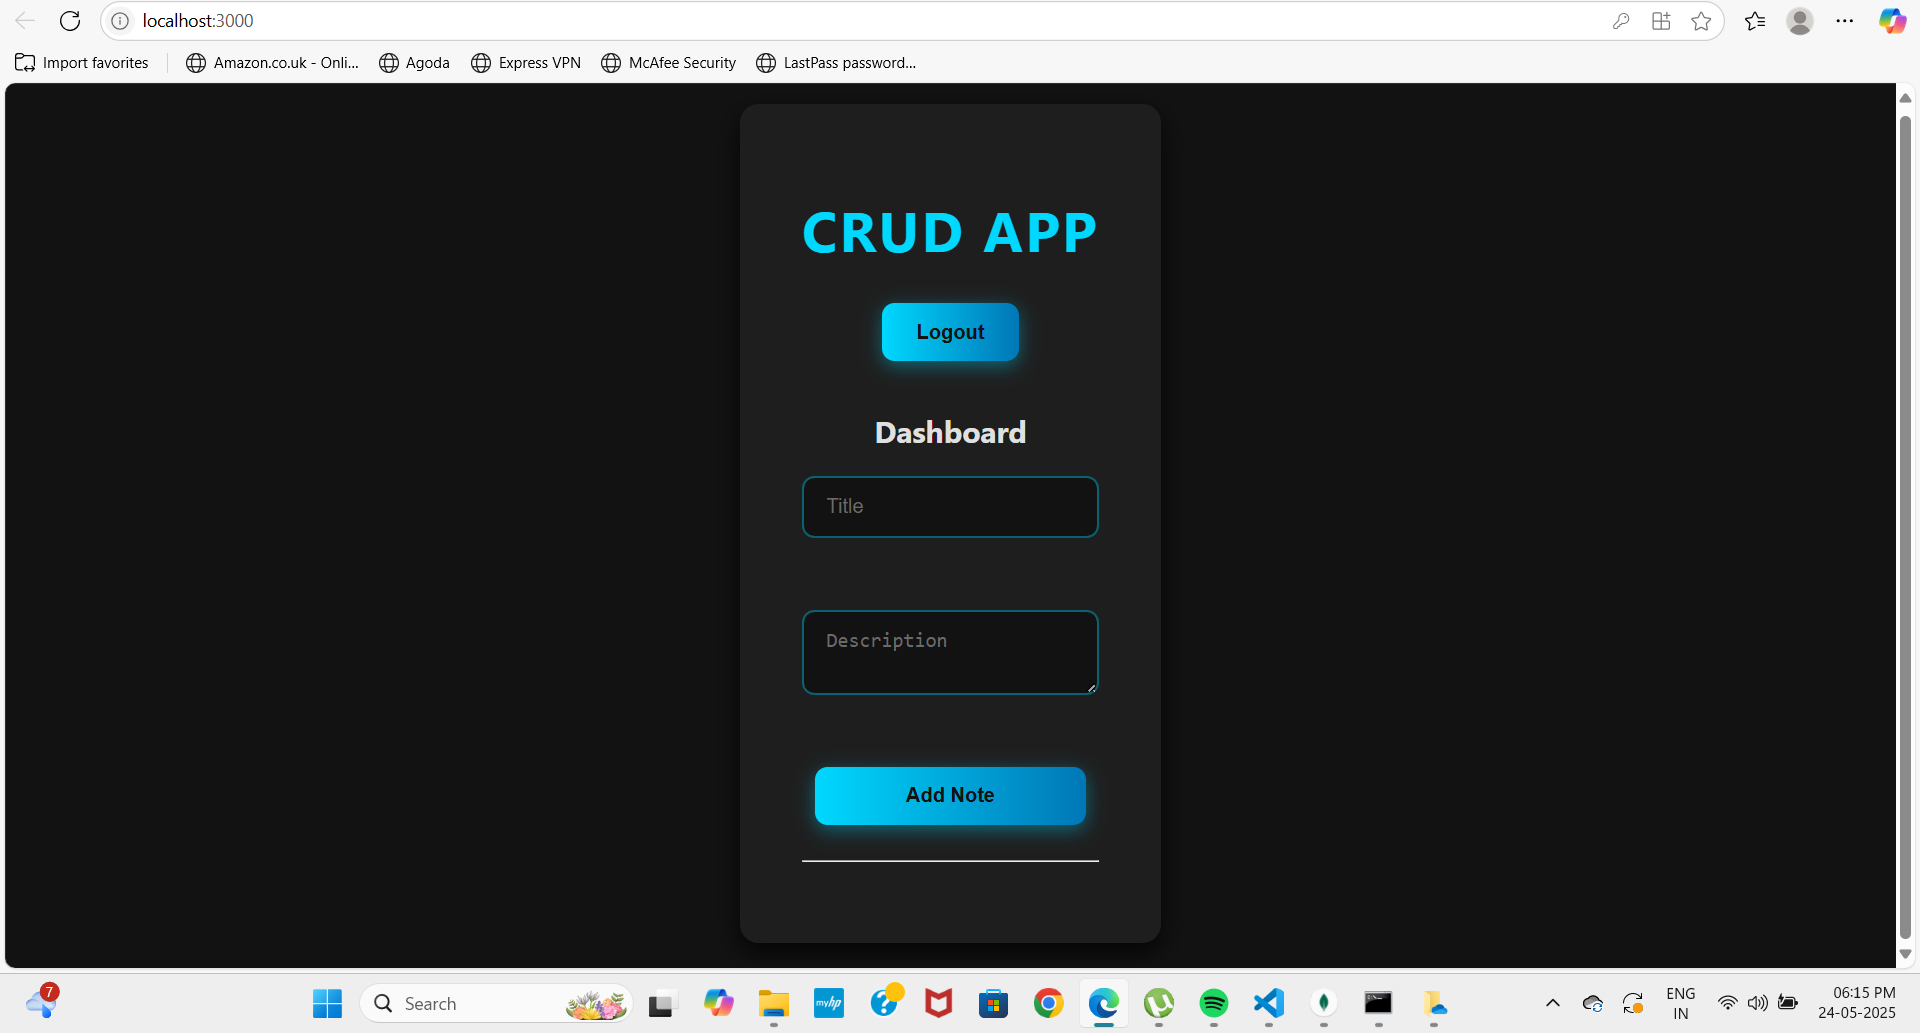 localhost:3000
Import favorites
Amazon.co.uk - Onli...
Agoda
Express VPN
McAfee Security
LastPass password...
CRUD APP
Logout
Dashboard
Title
Description
Add Note
7
Search
myhp
ENG
IN
06:15 PM
24-05-2025